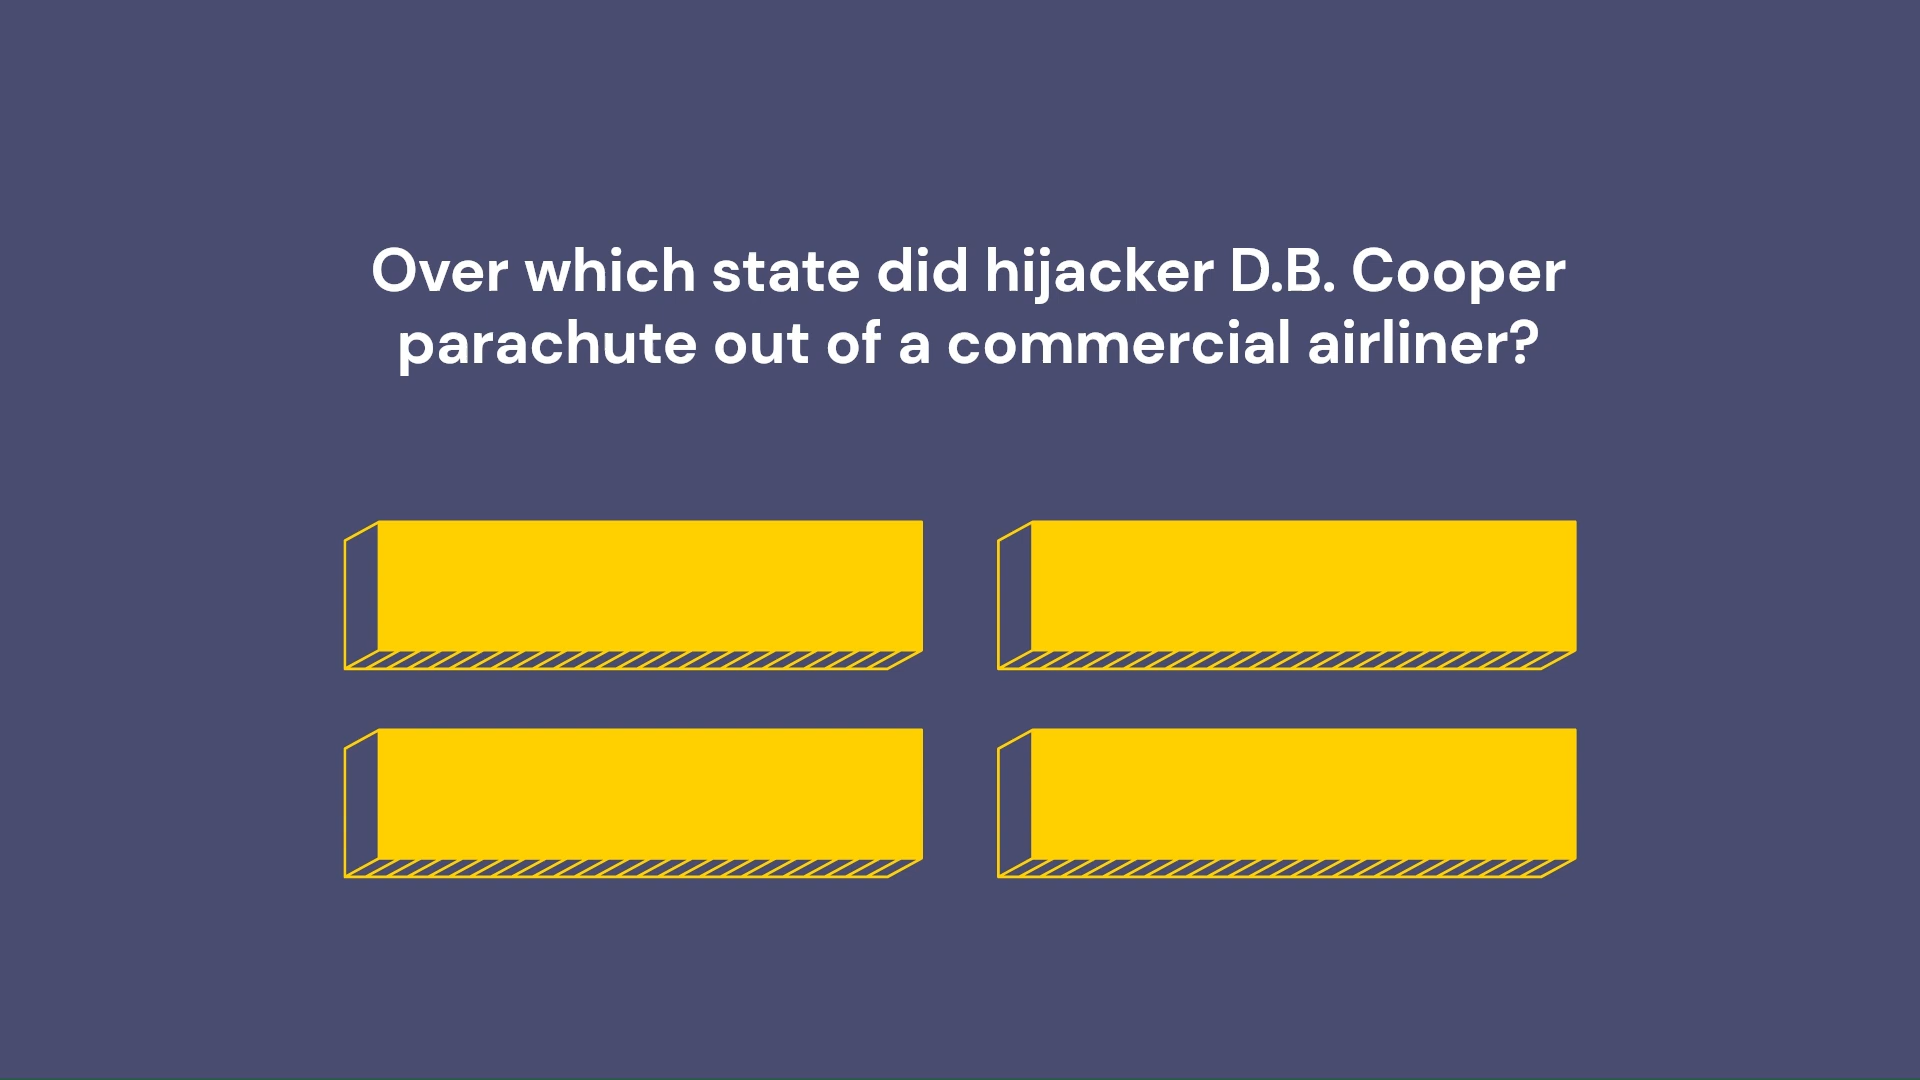 Over which state did hijacker D.B. Cooper
parachute out of a commercial airliner?